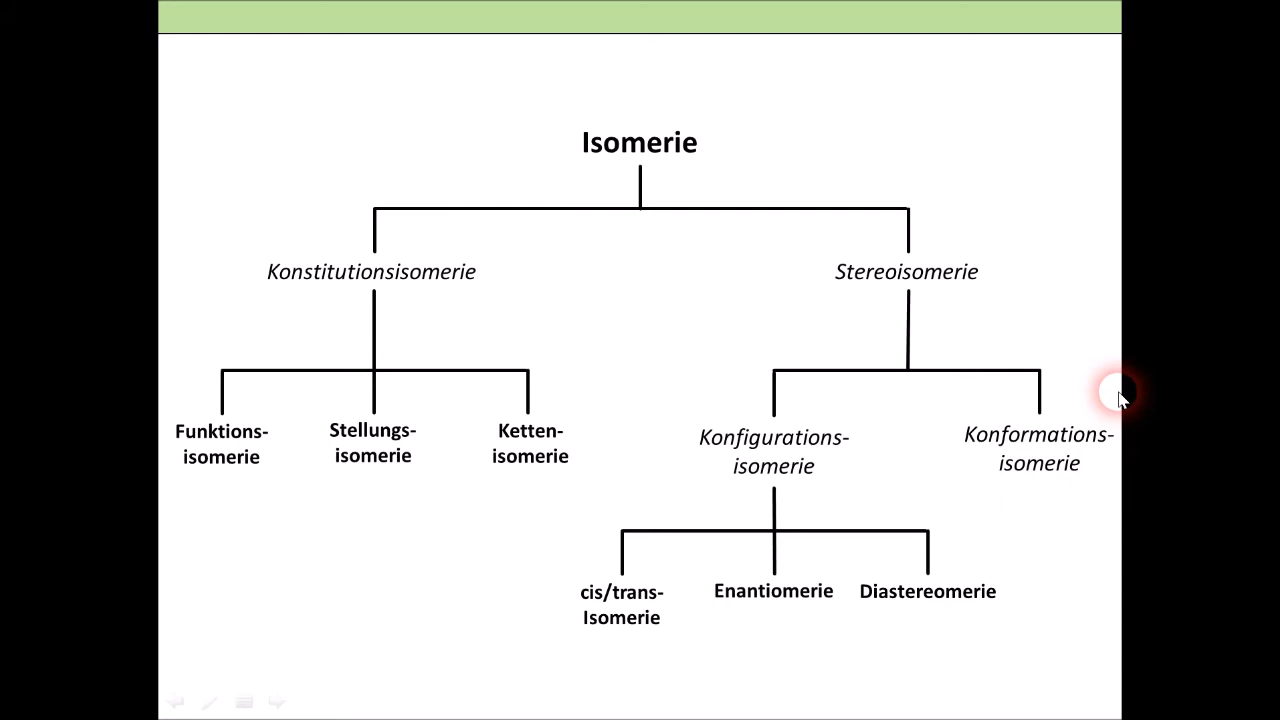 Isomerie
Konstitutionsisomerie
Stereoisomerie
Funktions-
isomerie
Stellungs-
isomerie
Ketten-
isomerie
Konfigurations-
isomerie
Konformations-
isomerie
cis/trans-
Isomerie
Enantiomerie
Diastereomerie